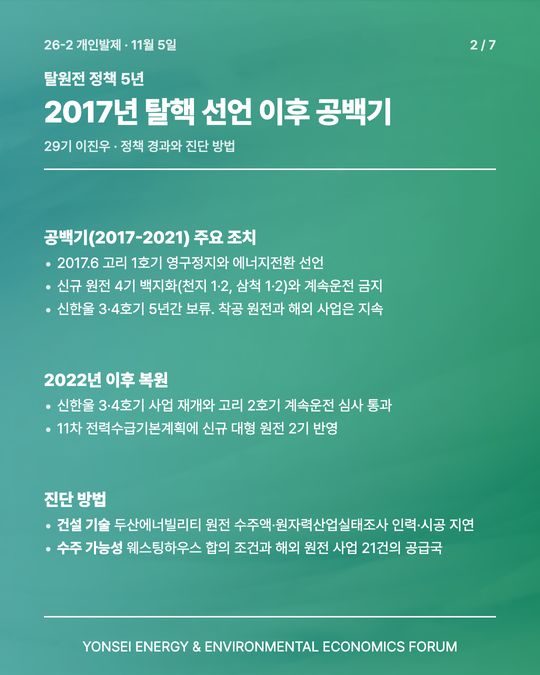 26-2 개인발제 · 11월 5일
2 / 7
탈원전 정책 5년
2017년 탈핵 선언 이후 공백기
29기 이진우 · 정책 경과와 진단 방법
공백기(2017-2021) 주요 조치
• 2017.6 고리 1호기 영구정지와 에너지전환 선언
• 신규 원전 4기 백지화(천지 1·2, 삼척 1·2)와 계속운전 금지
• 신한울 3·4호기 5년간 보류. 착공 원전과 해외 사업은 지속
2022년 이후 복원
• 신한울 3·4호기 사업 재개와 고리 2호기 계속운전 심사 통과
• 11차 전력수급기본계획에 신규 대형 원전 2기 반영
진단 방법
• 건설 기술 두산에너빌리티 원전 수주액·원자력산업실태조사 인력·시공 지연
• 수주 가능성 웨스팅하우스 합의 조건과 해외 원전 사업 21건의 공급국
YONSEI ENERGY & ENVIRONMENTAL ECONOMICS FORUM